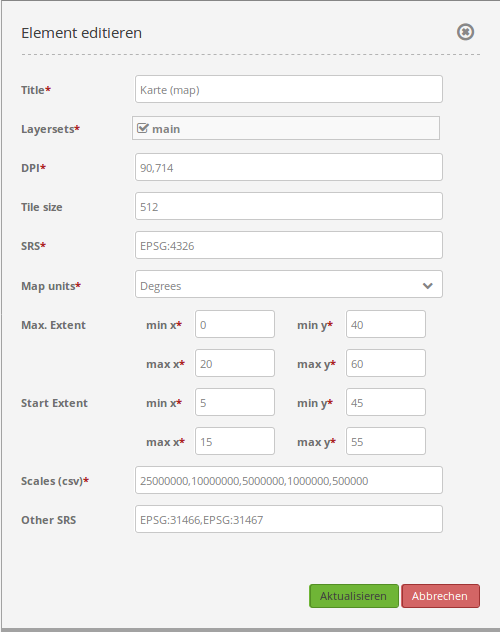 Element editieren
Title* Karte (map)
Layersets* main
DPI* 90,714
Tile size 512
SRS* EPSG:4326
Map units* Degrees
Max. Extent min x* 0 min y* 40
max x* 20 max y* 60
Start Extent min x* 5 min y* 45
max x* 15 max y* 55
Scales (csv)* 25000000,10000000,5000000,1000000,500000
Other SRS EPSG:31466,EPSG:31467
Aktualisieren Abbrechen